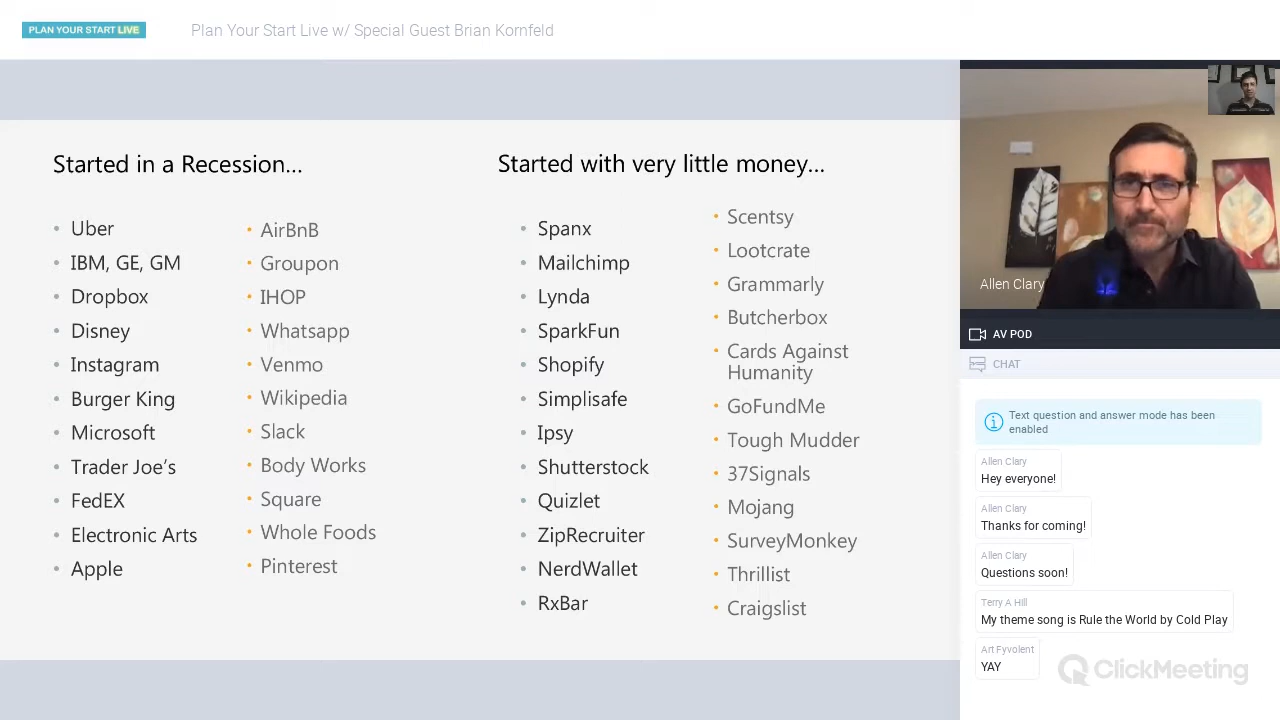 PLAN YOUR START LIVE
Plan Your Start Live w/ Special Guest Brian Kornfeld
Started in a Recession...
Uber
IBM, GE, GM
Dropbox
Disney
Instagram
Burger King
Microsoft
Trader Joe's
FedEX
Electronic Arts
Apple
AirBnB
Groupon
IHOP
Whatsapp
Venmo
Wikipedia
Slack
Body Works
Square
Whole Foods
Pinterest
Started with very little money...
Spanx
Mailchimp
Lynda
SparkFun
Shopify
Simplisafe
Ipsy
Shutterstock
Quizlet
ZipRecruiter
NerdWallet
RxBar
Scentsy
Lootcrate
Grammarly
Butcherbox
Cards Against
Humanity
GoFundMe
Tough Mudder
37Signals
Mojang
SurveyMonkey
Thrillist
Craigslist
Allen Clary
AV POD
CHAT
Text question and answer mode has been
enabled
Allen Clary
Hey everyone!
Allen Clary
Thanks for coming!
Allen Clary
Questions soon!
Terry A Hill
My theme song is Rule the World by Cold Play
Art Fyvolent
YAY
ClickMeeting